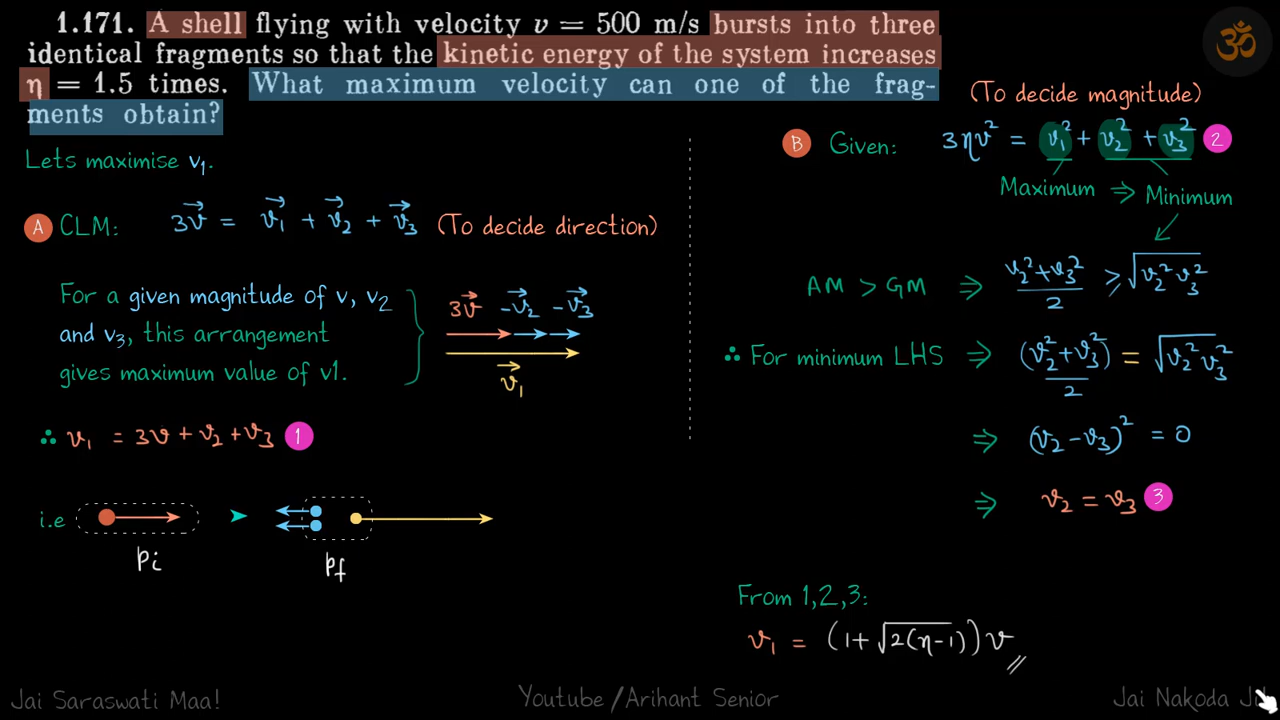 1.171. A shell flying with velocity v = 500 m/s bursts into three
identical fragments so that the kinetic energy of the system increases
η = 1.5 times. What maximum velocity can one of the frag-
ments obtain?
ॐ
Lets maximise v₁.
A CLM: 3v⃗ = v⃗₁ + v⃗₂ + v⃗₃ (To decide direction)
For a given magnitude of v, v₂
and v₃, this arrangement
gives maximum value of v1.
3v⃗ -v⃗₂ -v⃗₃
v⃗₁
∴ v₁ = 3v + v₂ + v₃ 1
i.e
Pi
Pf
(To decide magnitude)
B Given: 3ηv² = v₁² + v₂² + v₃² 2
Maximum ⇒ Minimum
AM > GM ⇒ (v₂² + v₃²)/2 ≥ √(v₂² v₃²)
∴ For minimum LHS ⇒ (v₂² + v₃²)/2 = √(v₂² v₃²)
⇒ (v₂ - v₃)² = 0
⇒ v₂ = v₃ 3
From 1,2,3:
v₁ = (1 + √(2(η-1))) v
Jai Saraswati Maa!
Youtube /Arihant Senior
Jai Nakoda Ji